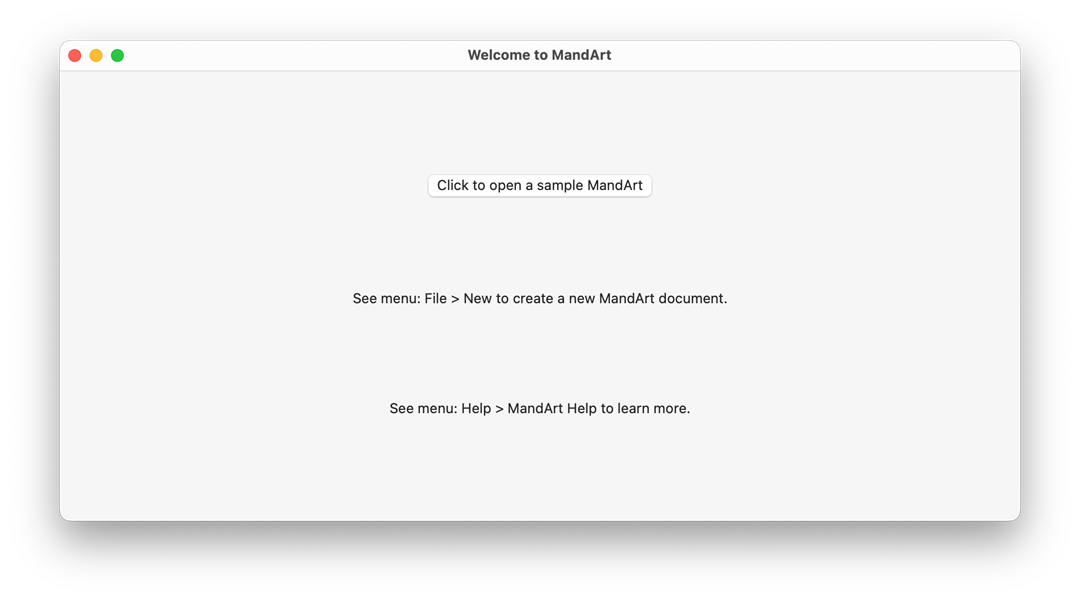 Welcome to MandArt
Click to open a sample MandArt
See menu: File > New to create a new MandArt document.
See menu: Help > MandArt Help to learn more.